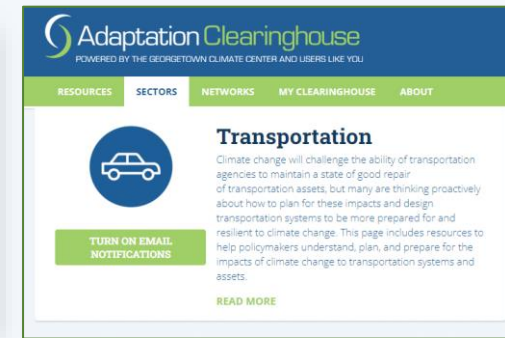 Adaptation Clearinghouse
POWERED BY THE GEORGETOWN CLIMATE CENTER AND USERS LIKE YOU
RESOURCES SECTORS NETWORKS MY CLEARINGHOUSE ABOUT
Transportation
Climate change will challenge the ability of transportation
agencies to maintain a state of good repair
of transportation assets, but many are thinking proactively
about how to plan for these impacts and design
transportation systems to be more prepared for and
resilient to climate change. This page includes resources to
help policymakers understand, plan, and prepare for the
impacts of climate change to transportation systems and
assets.
READ MORE
TURN ON EMAIL
NOTIFICATIONS